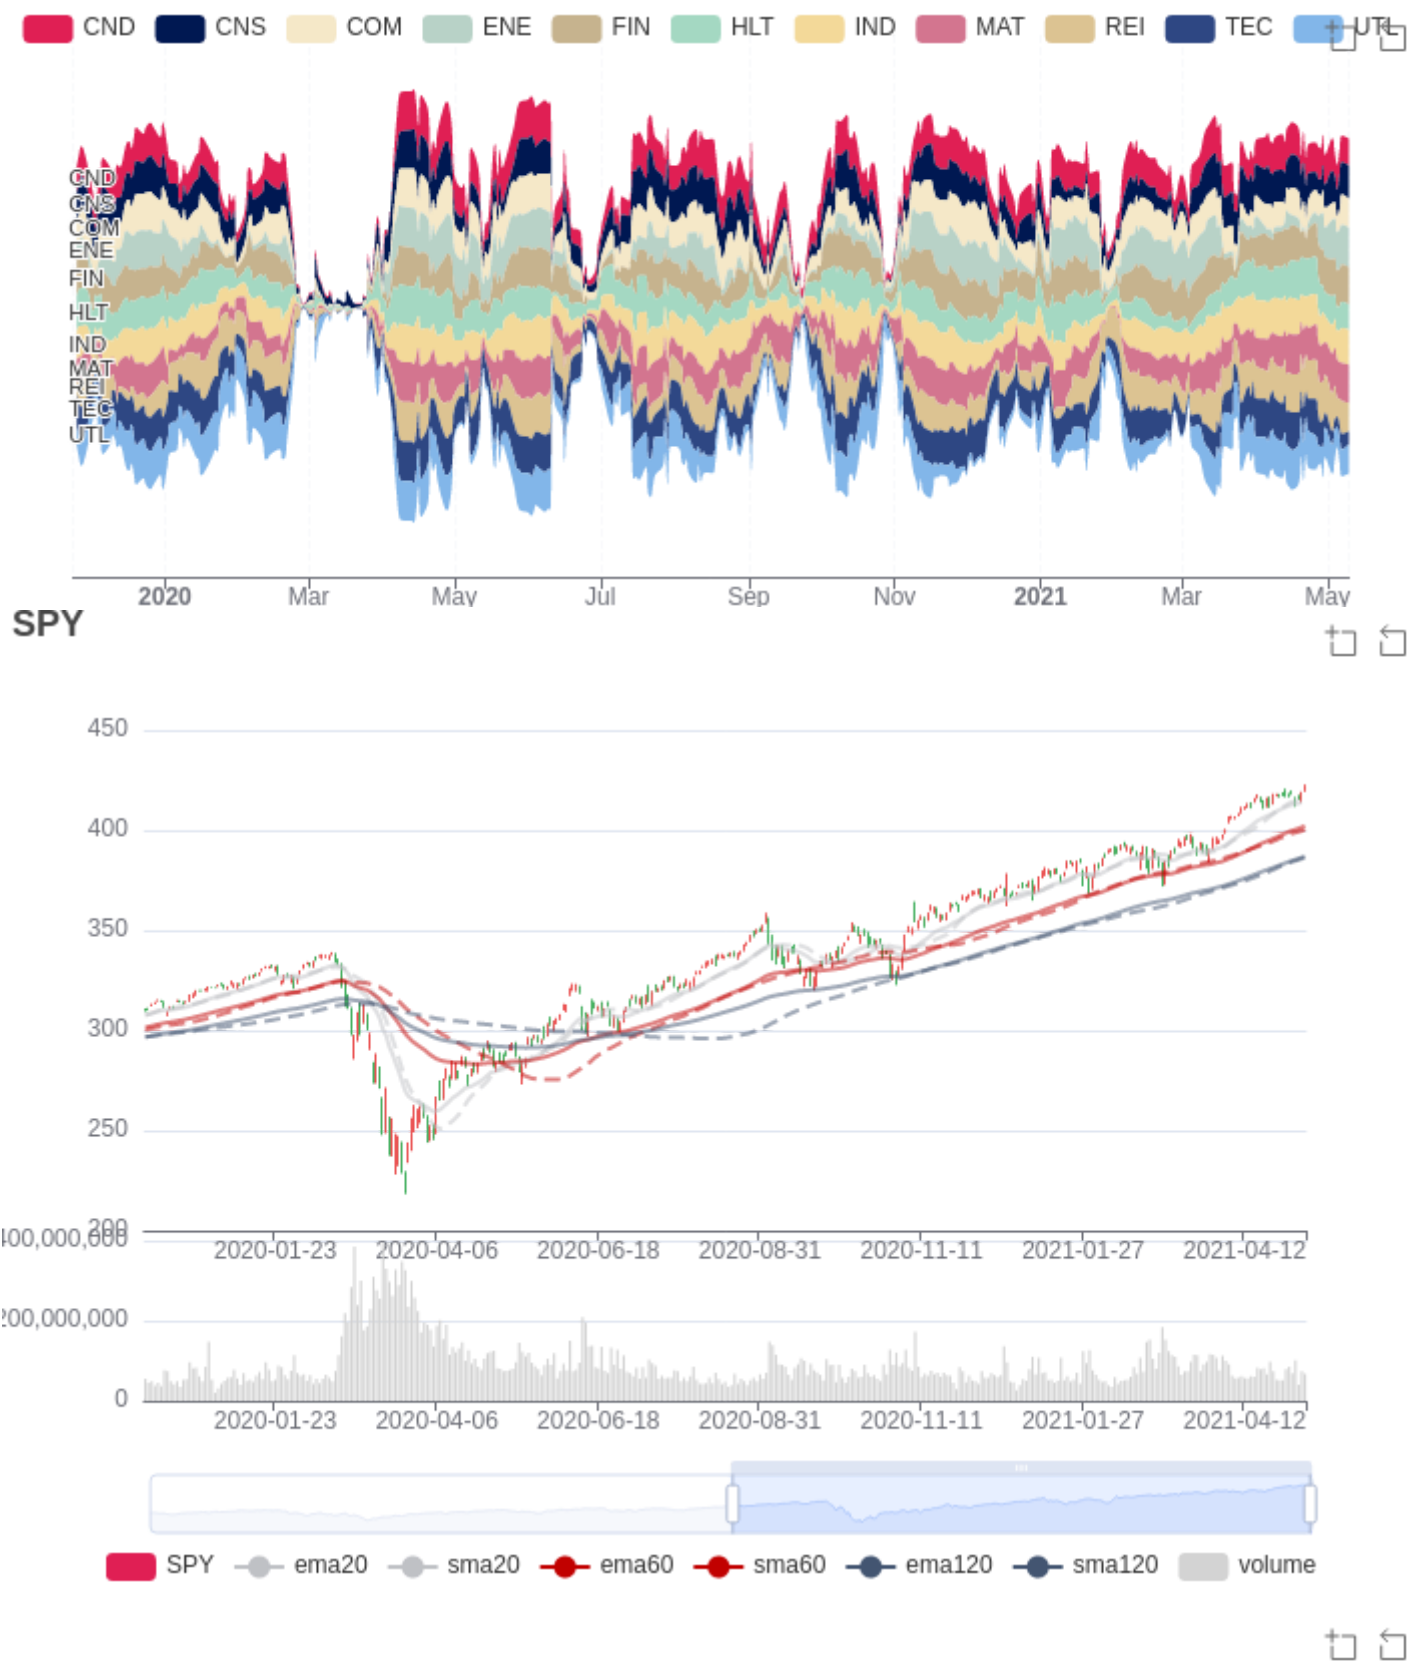 CND CNS COM ENE FIN HLT IND MAT REI TEC UTL
CND
CNS
COM
ENE
FIN
HLT
IND
MAT
REI
TEC
UTL
2020 Mar May Jul Sep Nov 2021 Mar May
SPY
450
400
350
300
250
200
400,000,000
2020-01-23 2020-04-06 2020-06-18 2020-08-31 2020-11-11 2021-01-27 2021-04-12
200,000,000
0
2020-01-23 2020-04-06 2020-06-18 2020-08-31 2020-11-11 2021-01-27 2021-04-12
SPY ema20 sma20 ema60 sma60 ema120 sma120 volume